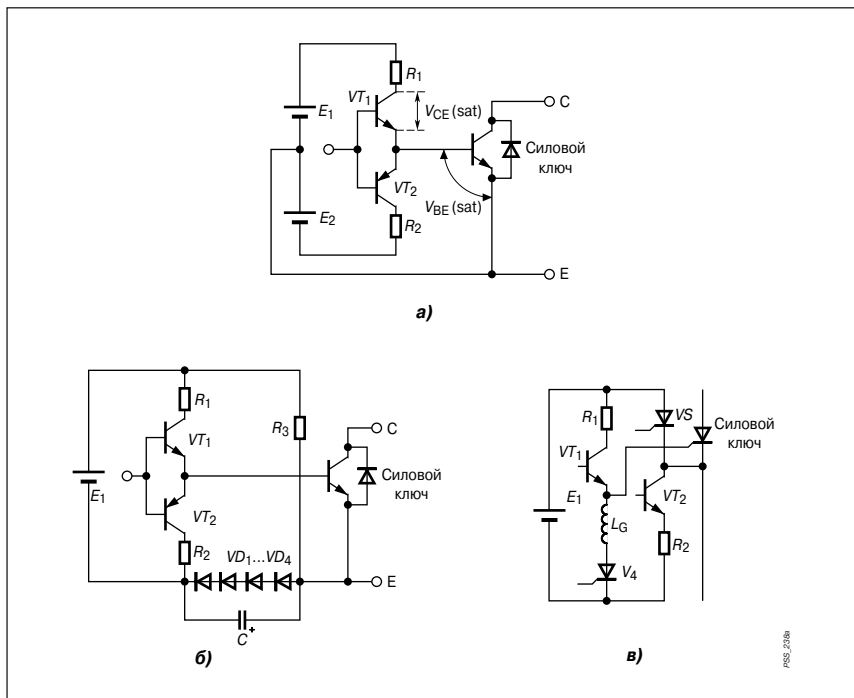 R1
VT1
VCE (sat)
C
E1
Силовой
ключ
VT2
VBE (sat)
E2
R2
E
а)
R1
R3
C
VT1
Силовой
ключ
E1
VT2
R2
VD1...VD4
E
C +
б)
R1
VS
Силовой
ключ
VT1
E1
VT2
LG
R2
V4
в)
PSS_238a